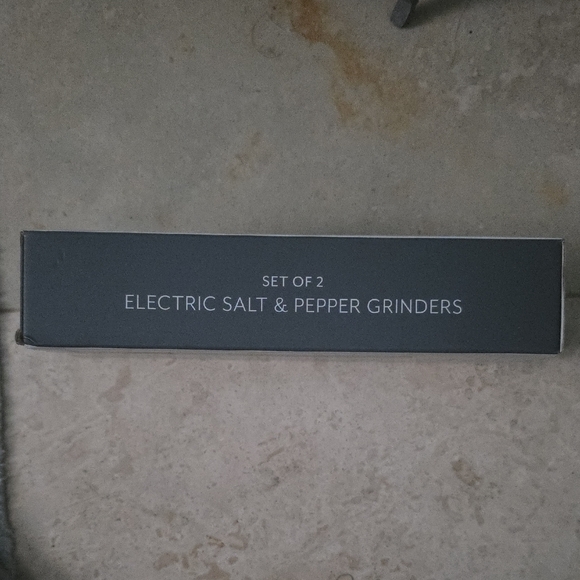 SET OF 2
ELECTRIC SALT & PEPPER GRINDERS